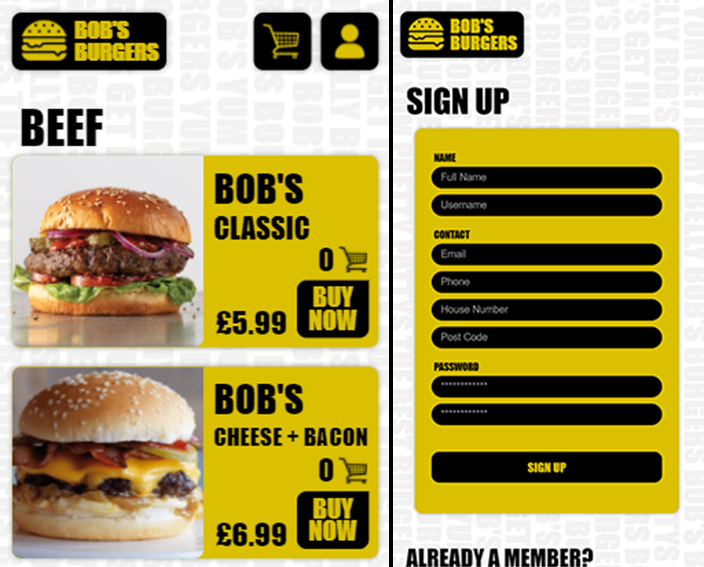 BOB'S
BURGERS
BEEF
BOB'S
CLASSIC
0
£5.99
BUY
NOW
BOB'S
CHEESE + BACON
0
£6.99
BUY
NOW
BOB'S
BURGERS
SIGN UP
NAME
Full Name
Username
CONTACT
Email
Phone
House Number
Post Code
PASSWORD
************
************
SIGN UP
ALREADY A MEMBER?